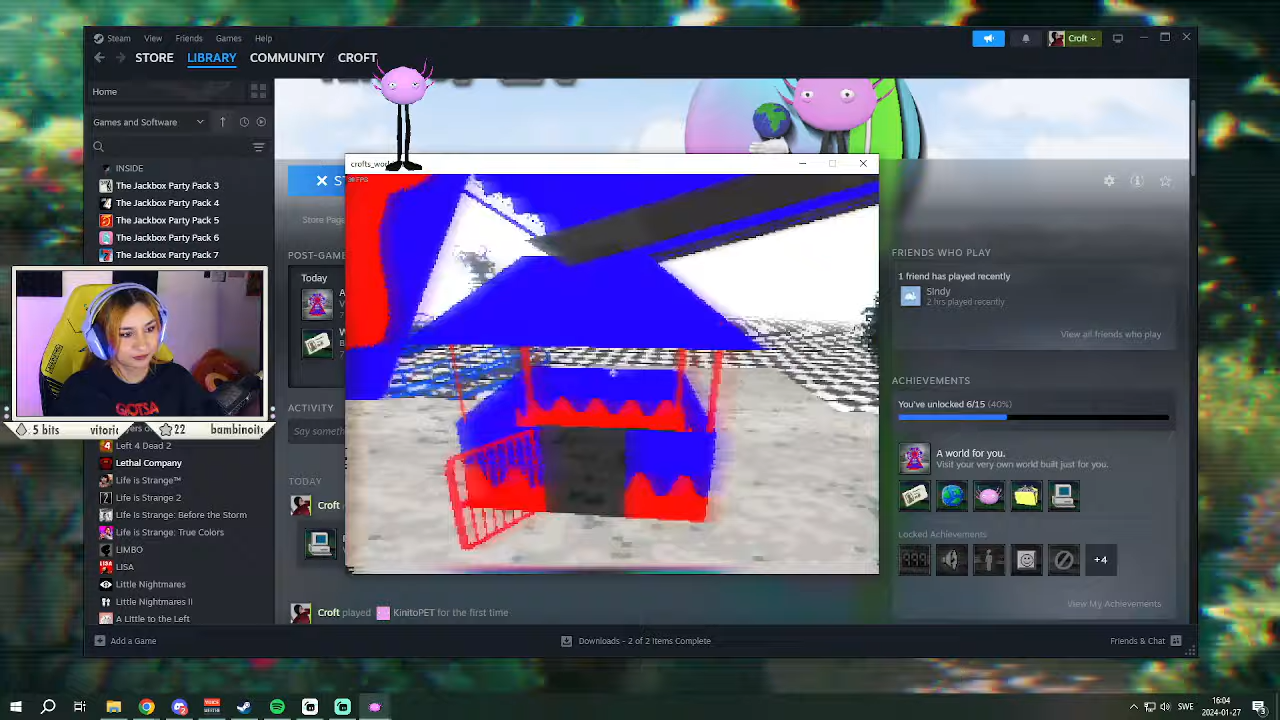 Steam View Friends Games Help
Croft
STORE LIBRARY COMMUNITY CROFT
Home
Games and Software
INSIDE
The Jackbox Party Pack 3
The Jackbox Party Pack 4
The Jackbox Party Pack 5
The Jackbox Party Pack 6
The Jackbox Party Pack 7
Left 4 Dead 2
Lethal Company
Life is Strange™
Life is Strange 2
Life is Strange: Before the Storm
Life is Strange: True Colors
LIMBO
LISA
Little Nightmares
Little Nightmares II
A Little to the Left
Add a Game
5 bits
22
GOTSA
Store Page
POST-GAME
Today
ACTIVITY
Say something
TODAY
Croft
Croft played KinitoPET for the first time
FPS
FRIENDS WHO PLAY
1 friend has played recently
Sindy
2 hrs played recently
View all friends who play
ACHIEVEMENTS
You've unlocked 6/15 (40%)
A world for you.
Visit your very own world built just for you.
Locked Achievements
+4
View My Achievements
Downloads - 2 of 2 Items Complete
Friends & Chat
SWE
16:04
2024-01-27